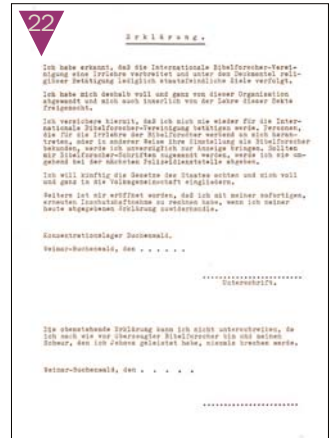 22
Erklärung.
Ich habe erkannt, daß die Internationale Bibelforscher-Verei-
nigung eine Irrlehre verbreitet und unter dem Deckmantel reli-
giöser Betätigung lediglich staatsfeindliche Ziele verfolgt.
Ich habe mich deshalb voll und ganz von dieser Organisation
abgewandt und mich auch innerlich von der Lehre dieser Sekte
freigemacht.
Ich versichere hiermit, daß ich mich nie wieder für die Inter-
nationale Bibelforscher-Vereinigung betätigen werde. Personen,
die für die Irrlehre der Bibelforscher werbend an mich heran-
treten, oder in anderer Weise ihre Einstellung als Bibelforscher
bekunden, werde ich unverzüglich zur Anzeige bringen. Sollten
mir Bibelforscher-Schriften zugesandt werden, werde ich sie um-
gehend bei der nächsten Polizeidienststelle abgeben.
Ich will künftig die Gesetze des Staates achten und mich voll
und ganz in die Volksgemeinschaft eingliedern.
Weiters ist mir eröffnet worden, daß ich mit meiner sofortigen,
erneuten Inschutzhaftnahme zu rechnen habe, wenn ich meiner
heute abgegebenen Erklärung zuwiderhandle.
Konzentrationslager Buchenwald.
Weimar-Buchenwald, den . . . . . .
.......................
Unterschrift.
Die obenstehende Erklärung kann ich nicht unterschreiben, da
ich nach wie vor überzeugter Bibelforscher bin und meinen
Schwur, den ich Jehova geleistet habe, niemals brechen werde.
Weimar-Buchenwald, den . . . . . .
.......................